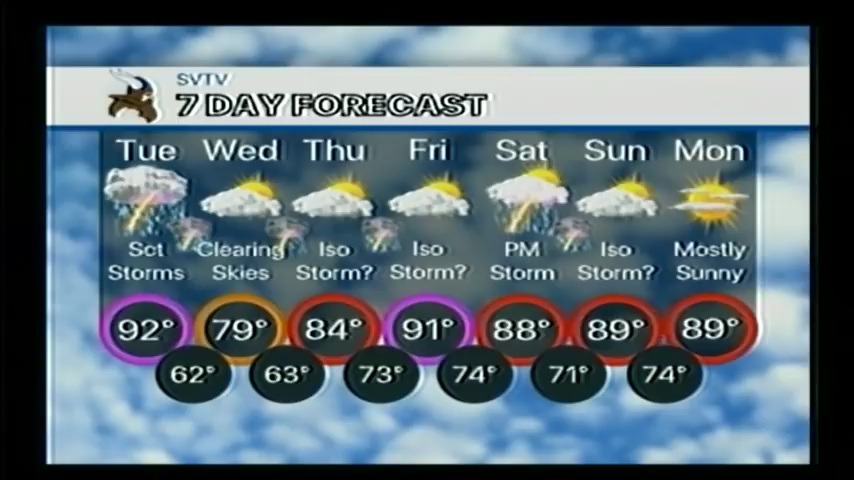 SVTV
7 DAY FORECAST
Tue Wed Thu Fri Sat Sun Mon
Sct Clearing Iso Iso PM Iso Mostly
Storms Skies Storm? Storm? Storm Storm? Sunny
92° 79° 84° 91° 88° 89° 89°
62° 63° 73° 74° 71° 74°